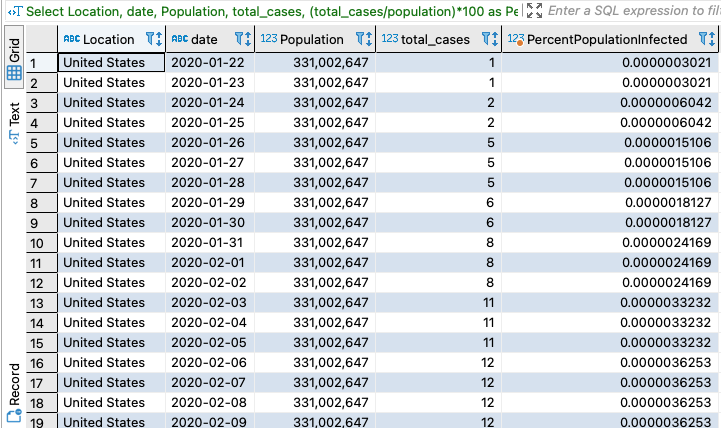 Select Location, date, Population, total_cases, (total_cases/population)*100 as Pe Enter a SQL expression to filt
Grid
Text
Record
ABC Location ABC date 123 Population 123 total_cases 123 PercentPopulationInfected
1 United States 2020-01-22 331,002,647 1 0.0000003021
2 United States 2020-01-23 331,002,647 1 0.0000003021
3 United States 2020-01-24 331,002,647 2 0.0000006042
4 United States 2020-01-25 331,002,647 2 0.0000006042
5 United States 2020-01-26 331,002,647 5 0.0000015106
6 United States 2020-01-27 331,002,647 5 0.0000015106
7 United States 2020-01-28 331,002,647 5 0.0000015106
8 United States 2020-01-29 331,002,647 6 0.0000018127
9 United States 2020-01-30 331,002,647 6 0.0000018127
10 United States 2020-01-31 331,002,647 8 0.0000024169
11 United States 2020-02-01 331,002,647 8 0.0000024169
12 United States 2020-02-02 331,002,647 8 0.0000024169
13 United States 2020-02-03 331,002,647 11 0.0000033232
14 United States 2020-02-04 331,002,647 11 0.0000033232
15 United States 2020-02-05 331,002,647 11 0.0000033232
16 United States 2020-02-06 331,002,647 12 0.0000036253
17 United States 2020-02-07 331,002,647 12 0.0000036253
18 United States 2020-02-08 331,002,647 12 0.0000036253
19 United States 2020-02-09 331,002,647 12 0.0000036253